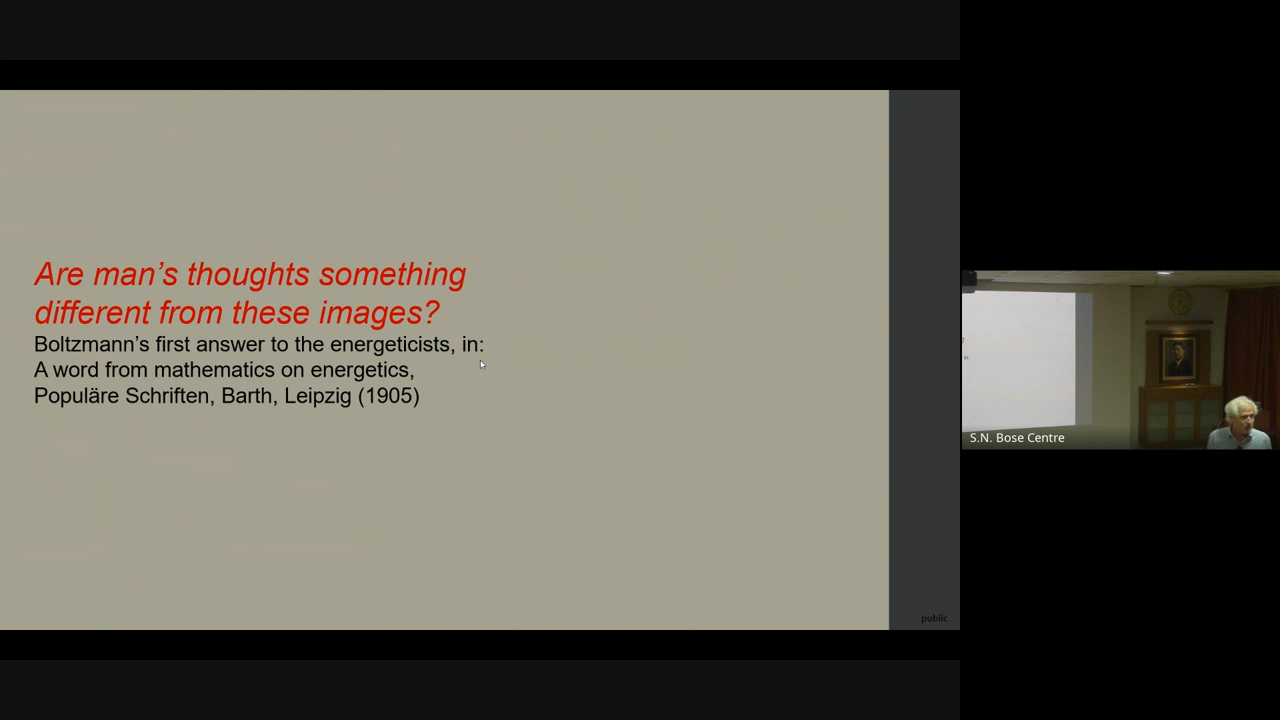 Are man's thoughts something
different from these images?
Boltzmann's first answer to the energeticists, in:
A word from mathematics on energetics,
Populäre Schriften, Barth, Leipzig (1905)
public
S.N. Bose Centre